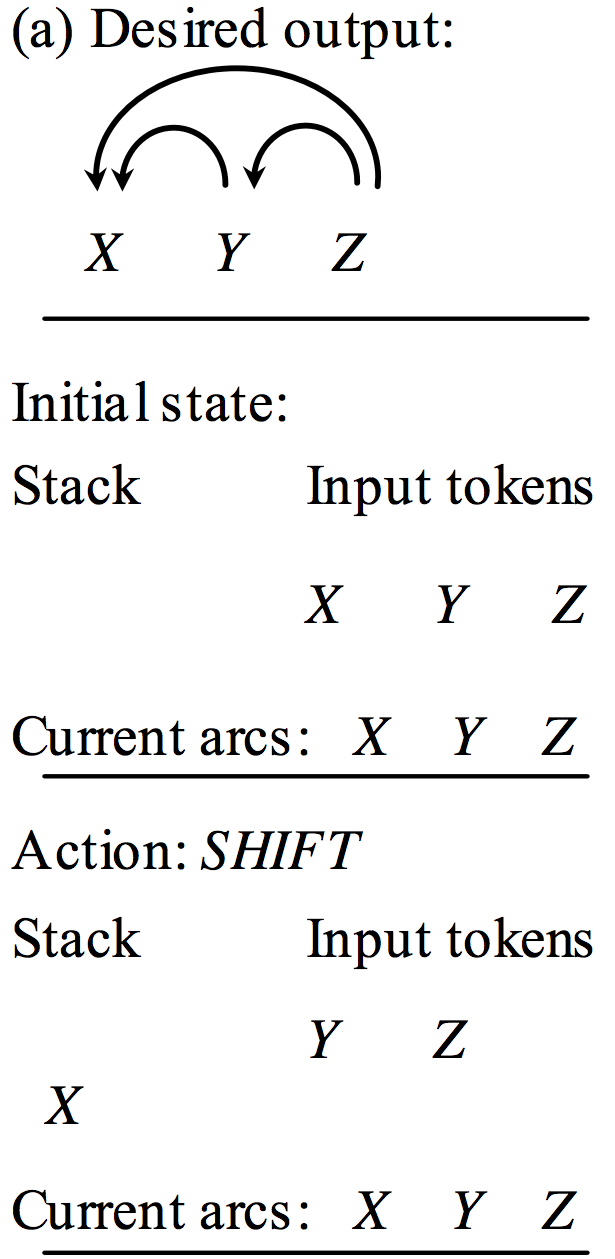 (a) Desired output:
X Y Z
Initial state:
Stack Input tokens
X Y Z
Current arcs: X Y Z
Action: SHIFT
Stack Input tokens
Y Z
X
Current arcs: X Y Z